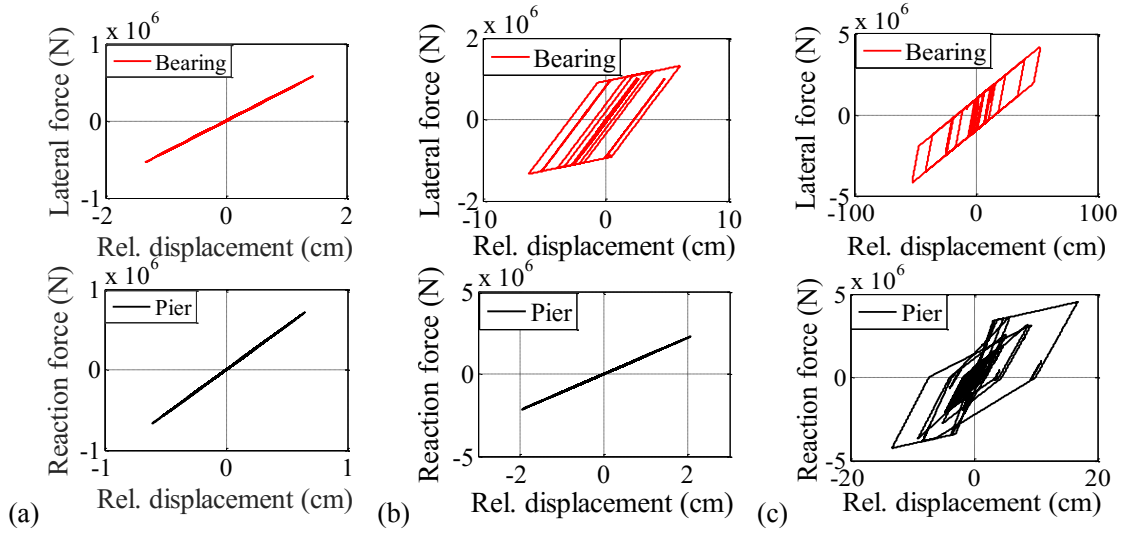 x 10^6
1
0
-1
-2
0
2
Lateral force (N)
Rel. displacement (cm)
Bearing
x 10^6
2
0
-2
-10
0
10
Lateral force (N)
Rel. displacement (cm)
Bearing
x 10^6
5
0
-5
-100
0
100
Lateral force (N)
Rel. displacement (cm)
Bearing
x 10^6
1
0
-1
-1
0
1
Reaction force (N)
Rel. displacement (cm)
Pier
(a)
x 10^6
5
0
-5
-2
0
2
Reaction force (N)
Rel. displacement (cm)
Pier
(b)
x 10^6
5
0
-5
-20
0
20
Reaction force (N)
Rel. displacement (cm)
Pier
(c)